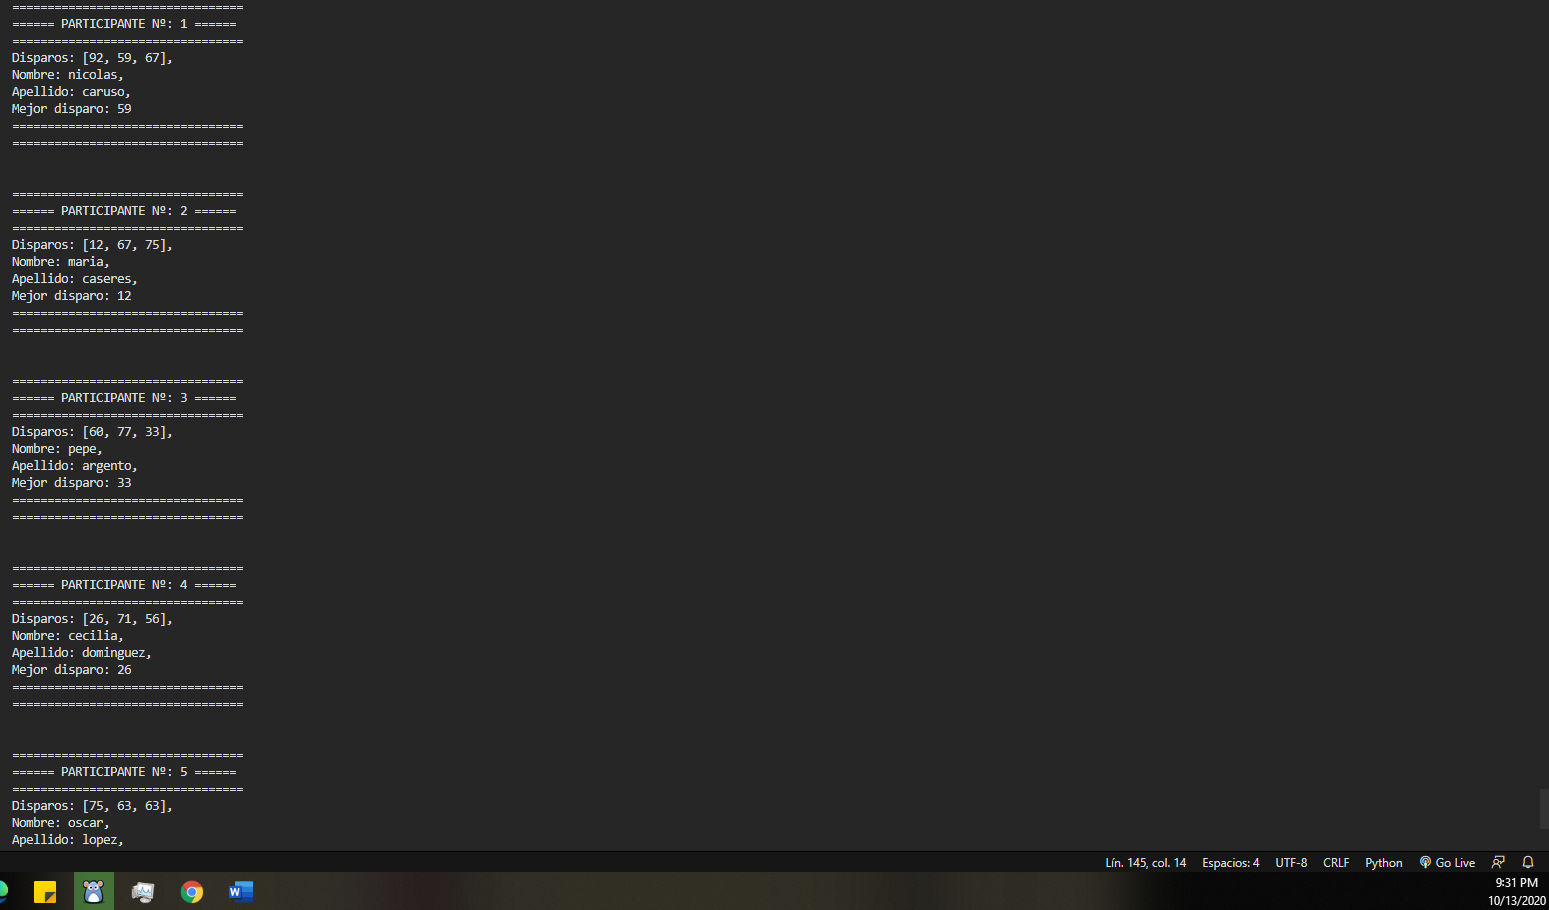 =================================
====== PARTICIPANTE Nº: 1 ======
=================================
Disparos: [92, 59, 67],
Nombre: nicolas,
Apellido: caruso,
Mejor disparo: 59
=================================
=================================
=================================
====== PARTICIPANTE Nº: 2 ======
=================================
Disparos: [12, 67, 75],
Nombre: maria,
Apellido: caseres,
Mejor disparo: 12
=================================
=================================
=================================
====== PARTICIPANTE Nº: 3 ======
=================================
Disparos: [60, 77, 33],
Nombre: pepe,
Apellido: argento,
Mejor disparo: 33
=================================
=================================
=================================
====== PARTICIPANTE Nº: 4 ======
=================================
Disparos: [26, 71, 56],
Nombre: cecilia,
Apellido: dominguez,
Mejor disparo: 26
=================================
=================================
=================================
====== PARTICIPANTE Nº: 5 ======
=================================
Disparos: [75, 63, 63],
Nombre: oscar,
Apellido: lopez,
Lín. 145, col. 14 Espacios: 4 UTF-8 CRLF Python Go Live
W
9:31 PM
10/13/2020